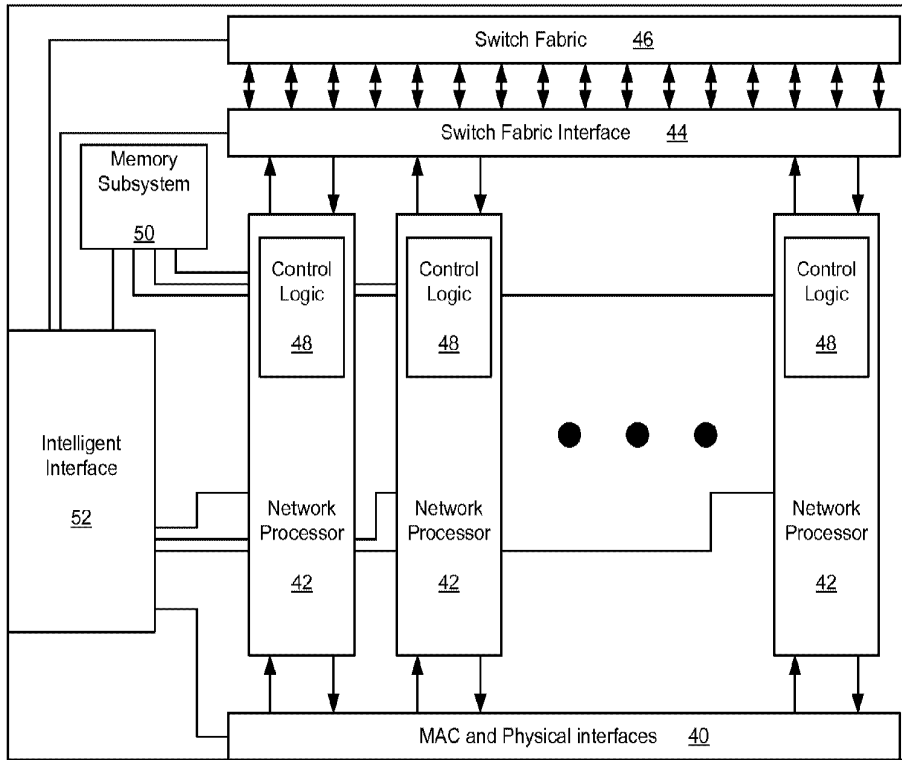 Switch Fabric 46
Switch Fabric Interface 44
Memory
Subsystem
50
Control
Logic
48
Control
Logic
48
Control
Logic
48
Intelligent
Interface
52
Network
Processor
42
Network
Processor
42
Network
Processor
42
MAC and Physical interfaces 40